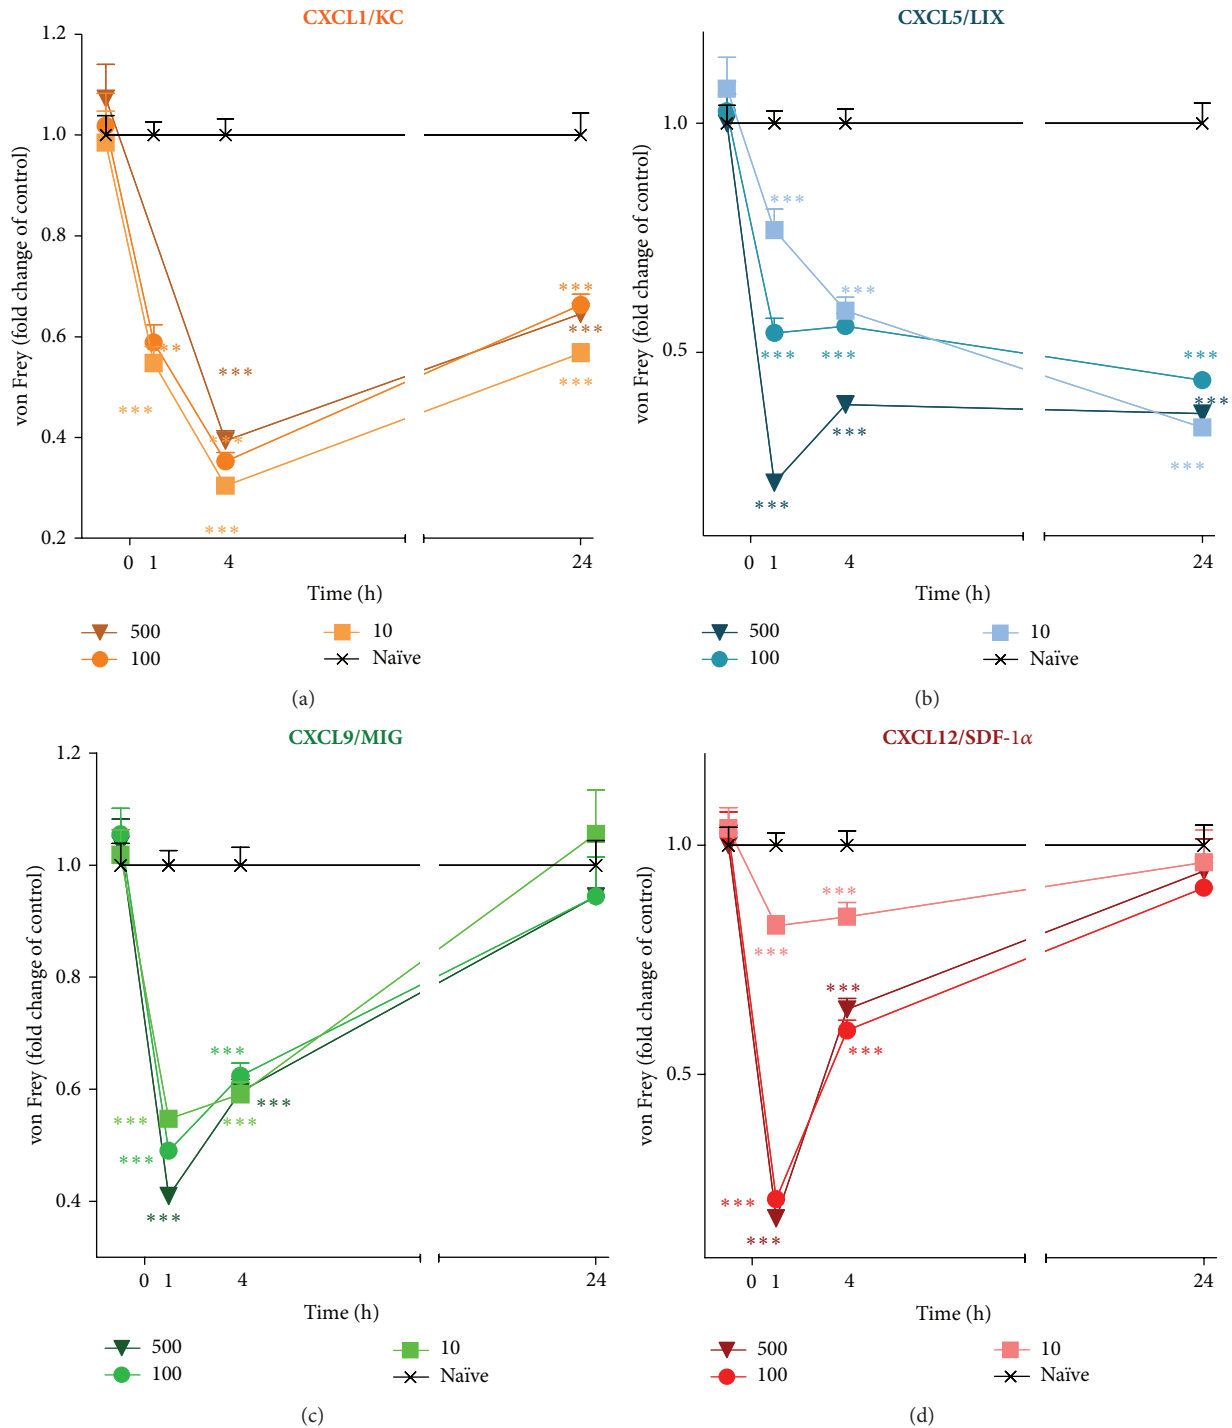 CXCL1/KC
1.2
1.0
0.8
0.6
0.4
0.2
von Frey (fold change of control)
***
**
***
***
***
***
***
***
0 1 4 24
Time (h)
500 10
100 Naïve
(a)
CXCL5/LIX
1.0
0.5
von Frey (fold change of control)
***
***
***
***
***
***
***
***
***
0 1 4 24
Time (h)
500 10
100 Naïve
(b)
CXCL9/MIG
1.2
1.0
0.8
0.6
0.4
von Frey (fold change of control)
***
***
***
***
***
***
0 1 4 24
Time (h)
500 10
100 Naïve
(c)
CXCL12/SDF-1α
1.0
0.5
von Frey (fold change of control)
***
***
***
***
***
***
0 1 4 24
Time (h)
500 10
100 Naïve
(d)